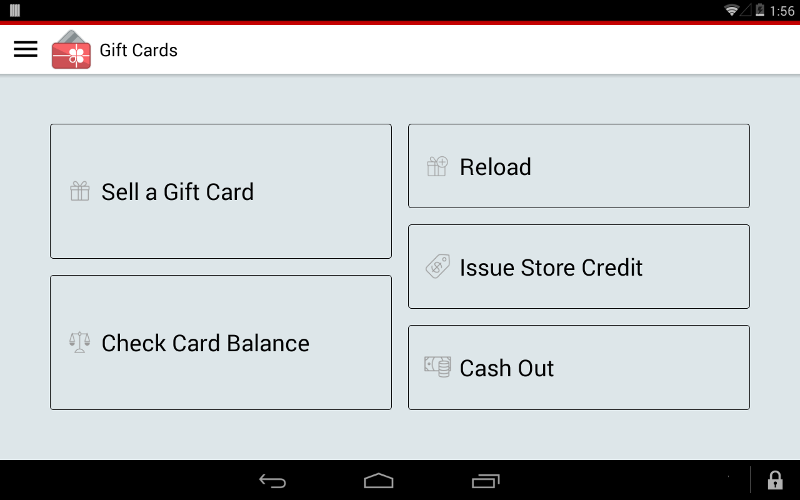 1:56
Gift Cards
Sell a Gift Card
Check Card Balance
Reload
Issue Store Credit
Cash Out